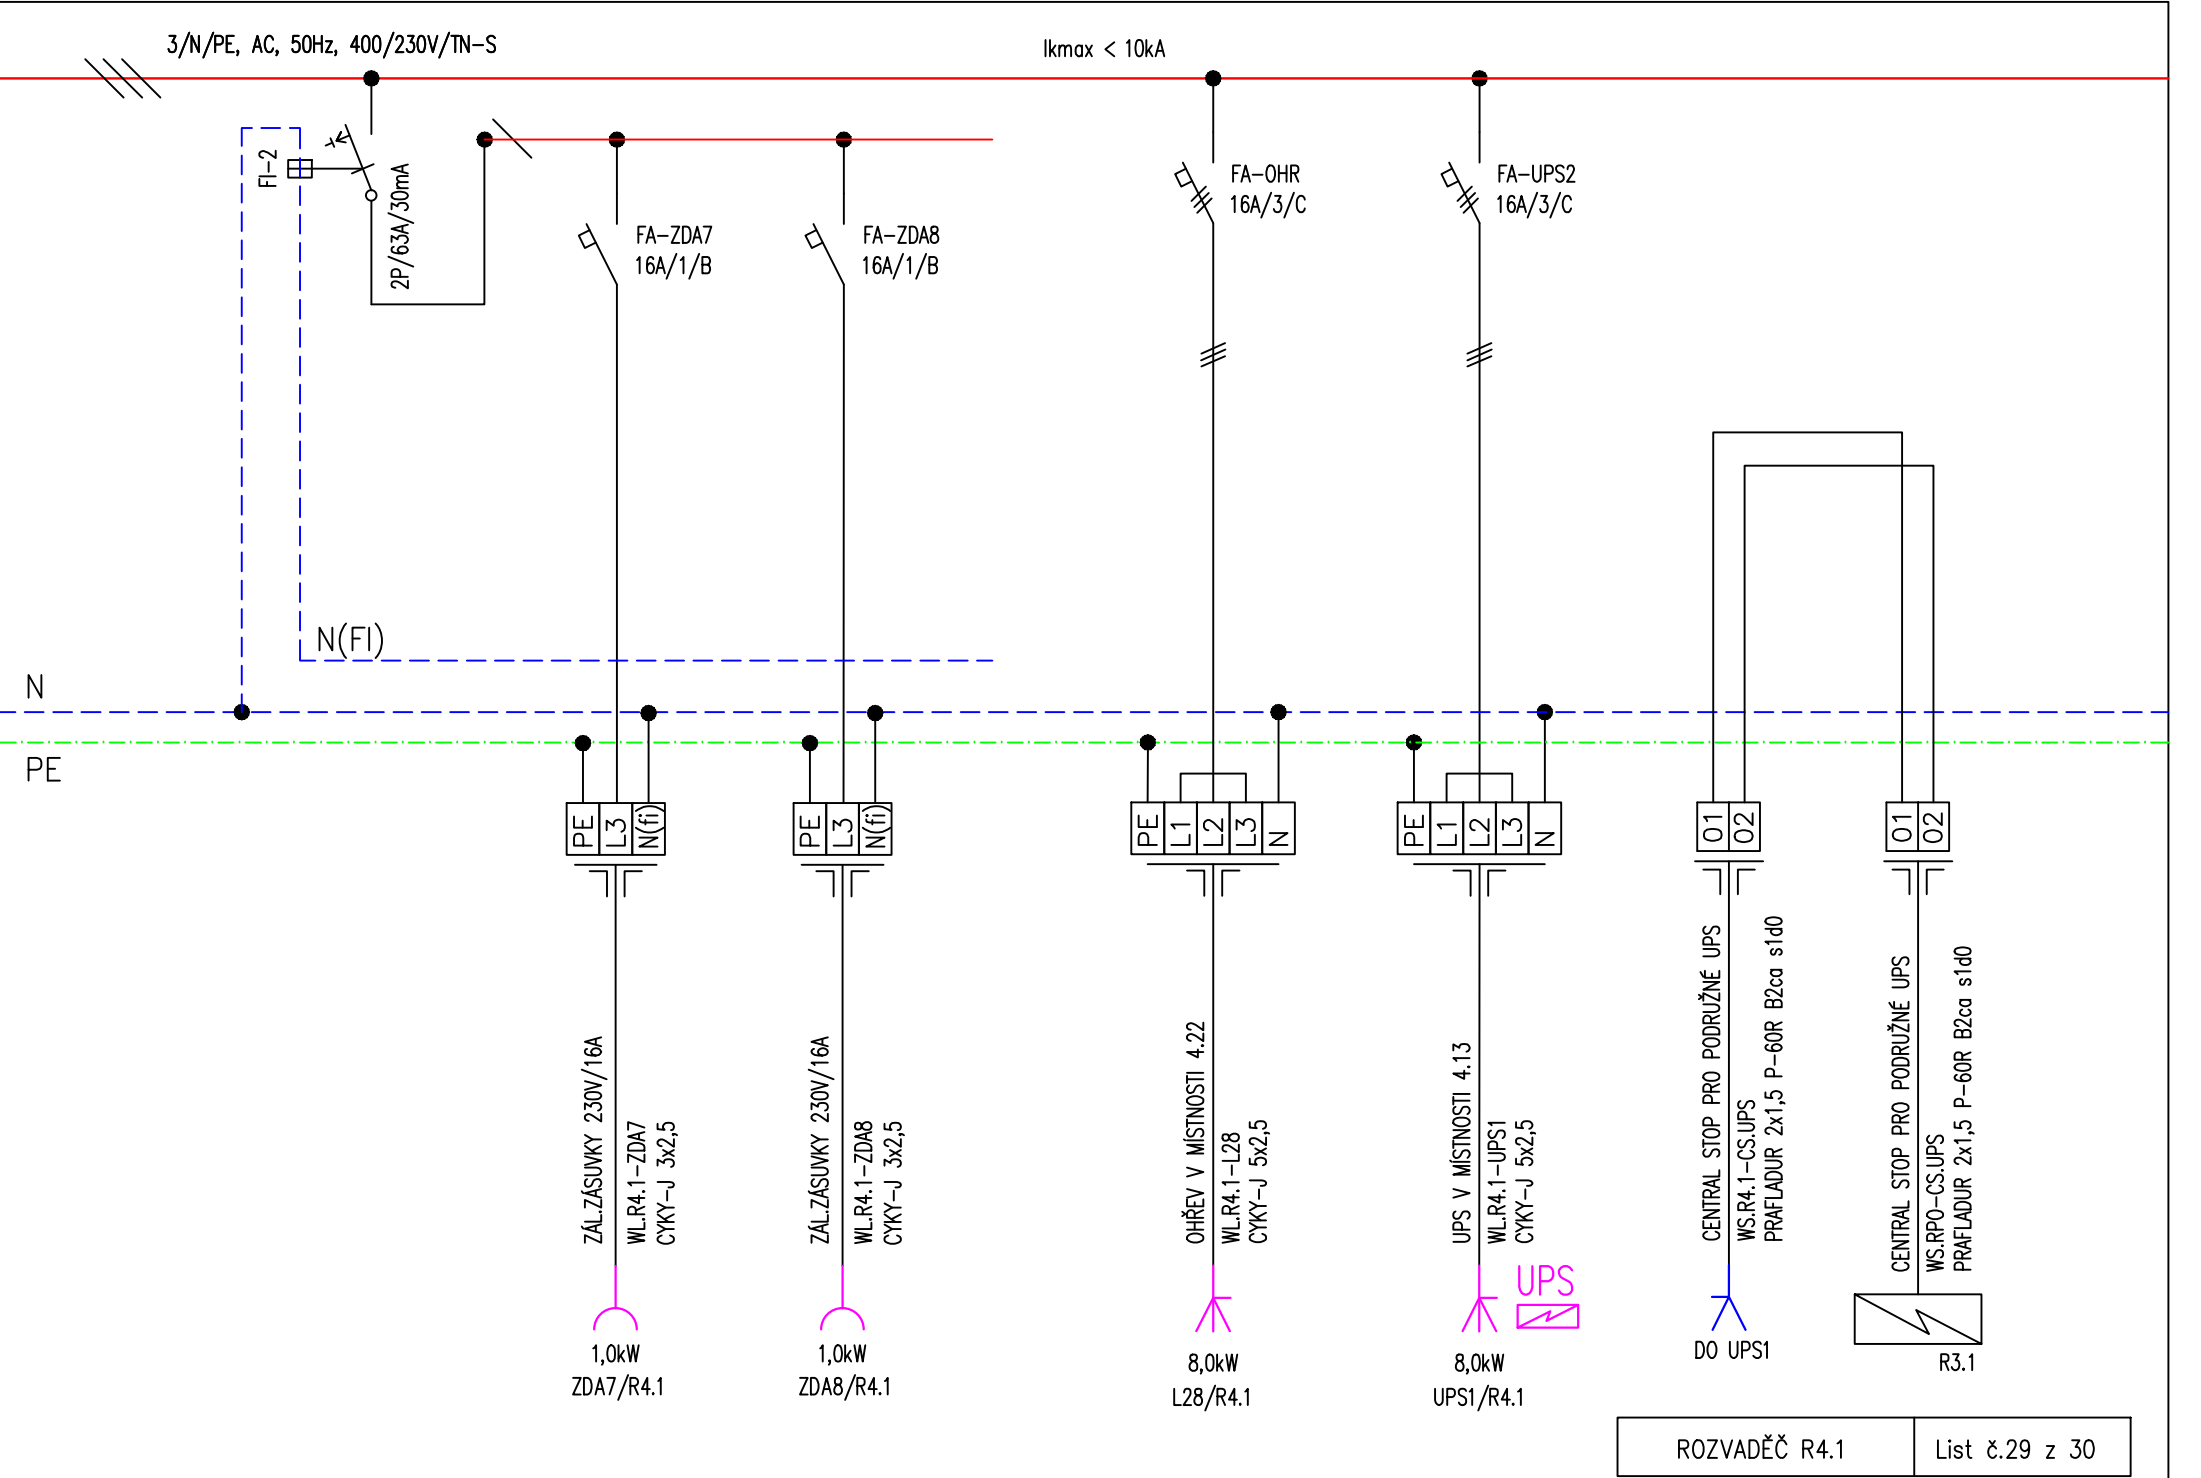 3/N/PE, AC, 50Hz, 400/230V/TN-S
Ikmax < 10kA
FI-2
2P/63A/30mA
FA-ZDA7
16A/1/B
FA-ZDA8
16A/1/B
FA-OHR
16A/3/C
FA-UPS2
16A/3/C
N(FI)
N
PE
PE L3 N(fi)
PE L3 N(fi)
PE L1 L2 L3 N
PE L1 L2 L3 N
O1 O2
O1 O2
ZÁL.ZÁSUVKY 230V/16A
WL.R4.1-ZDA7
CYKY-J 3x2,5
ZÁL.ZÁSUVKY 230V/16A
WL.R4.1-ZDA8
CYKY-J 3x2,5
OHŘEV V MÍSTNOSTI 4.22
WL.R4.1-L28
CYKY-J 5x2,5
UPS V MÍSTNOSTI 4.13
WL.R4.1-UPS1
CYKY-J 5x2,5
CENTRAL STOP PRO PODRUŽNÉ UPS
WS.R4.1-CS.UPS
PRAFLADUR 2x1,5 P-60R B2ca s1d0
CENTRAL STOP PRO PODRUŽNÉ UPS
WS.RPO-CS.UPS
PRAFLADUR 2x1,5 P-60R B2ca s1d0
1,0kW
ZDA7/R4.1
1,0kW
ZDA8/R4.1
8,0kW
L28/R4.1
UPS
8,0kW
UPS1/R4.1
DO UPS1
R3.1
ROZVADĚČ R4.1
List č.29 z 30